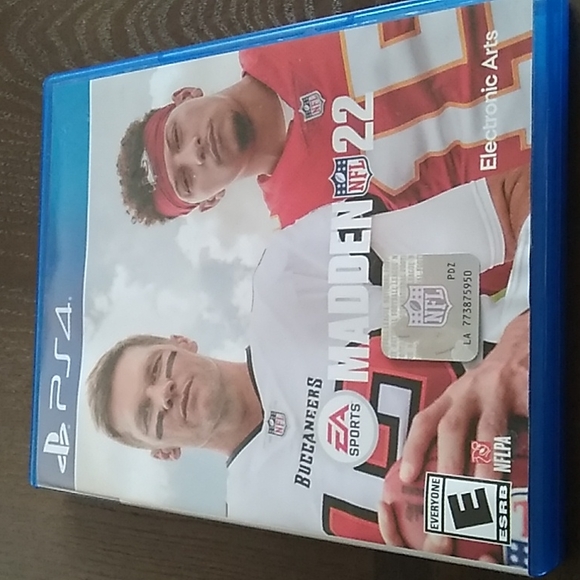 PS4
BUCCANEERS
EA
SPORTS
MADDEN NFL 22
NFL
PDZ
LA 773875950
Electronic Arts
EVERYONE
E
ESRB
NFLPA